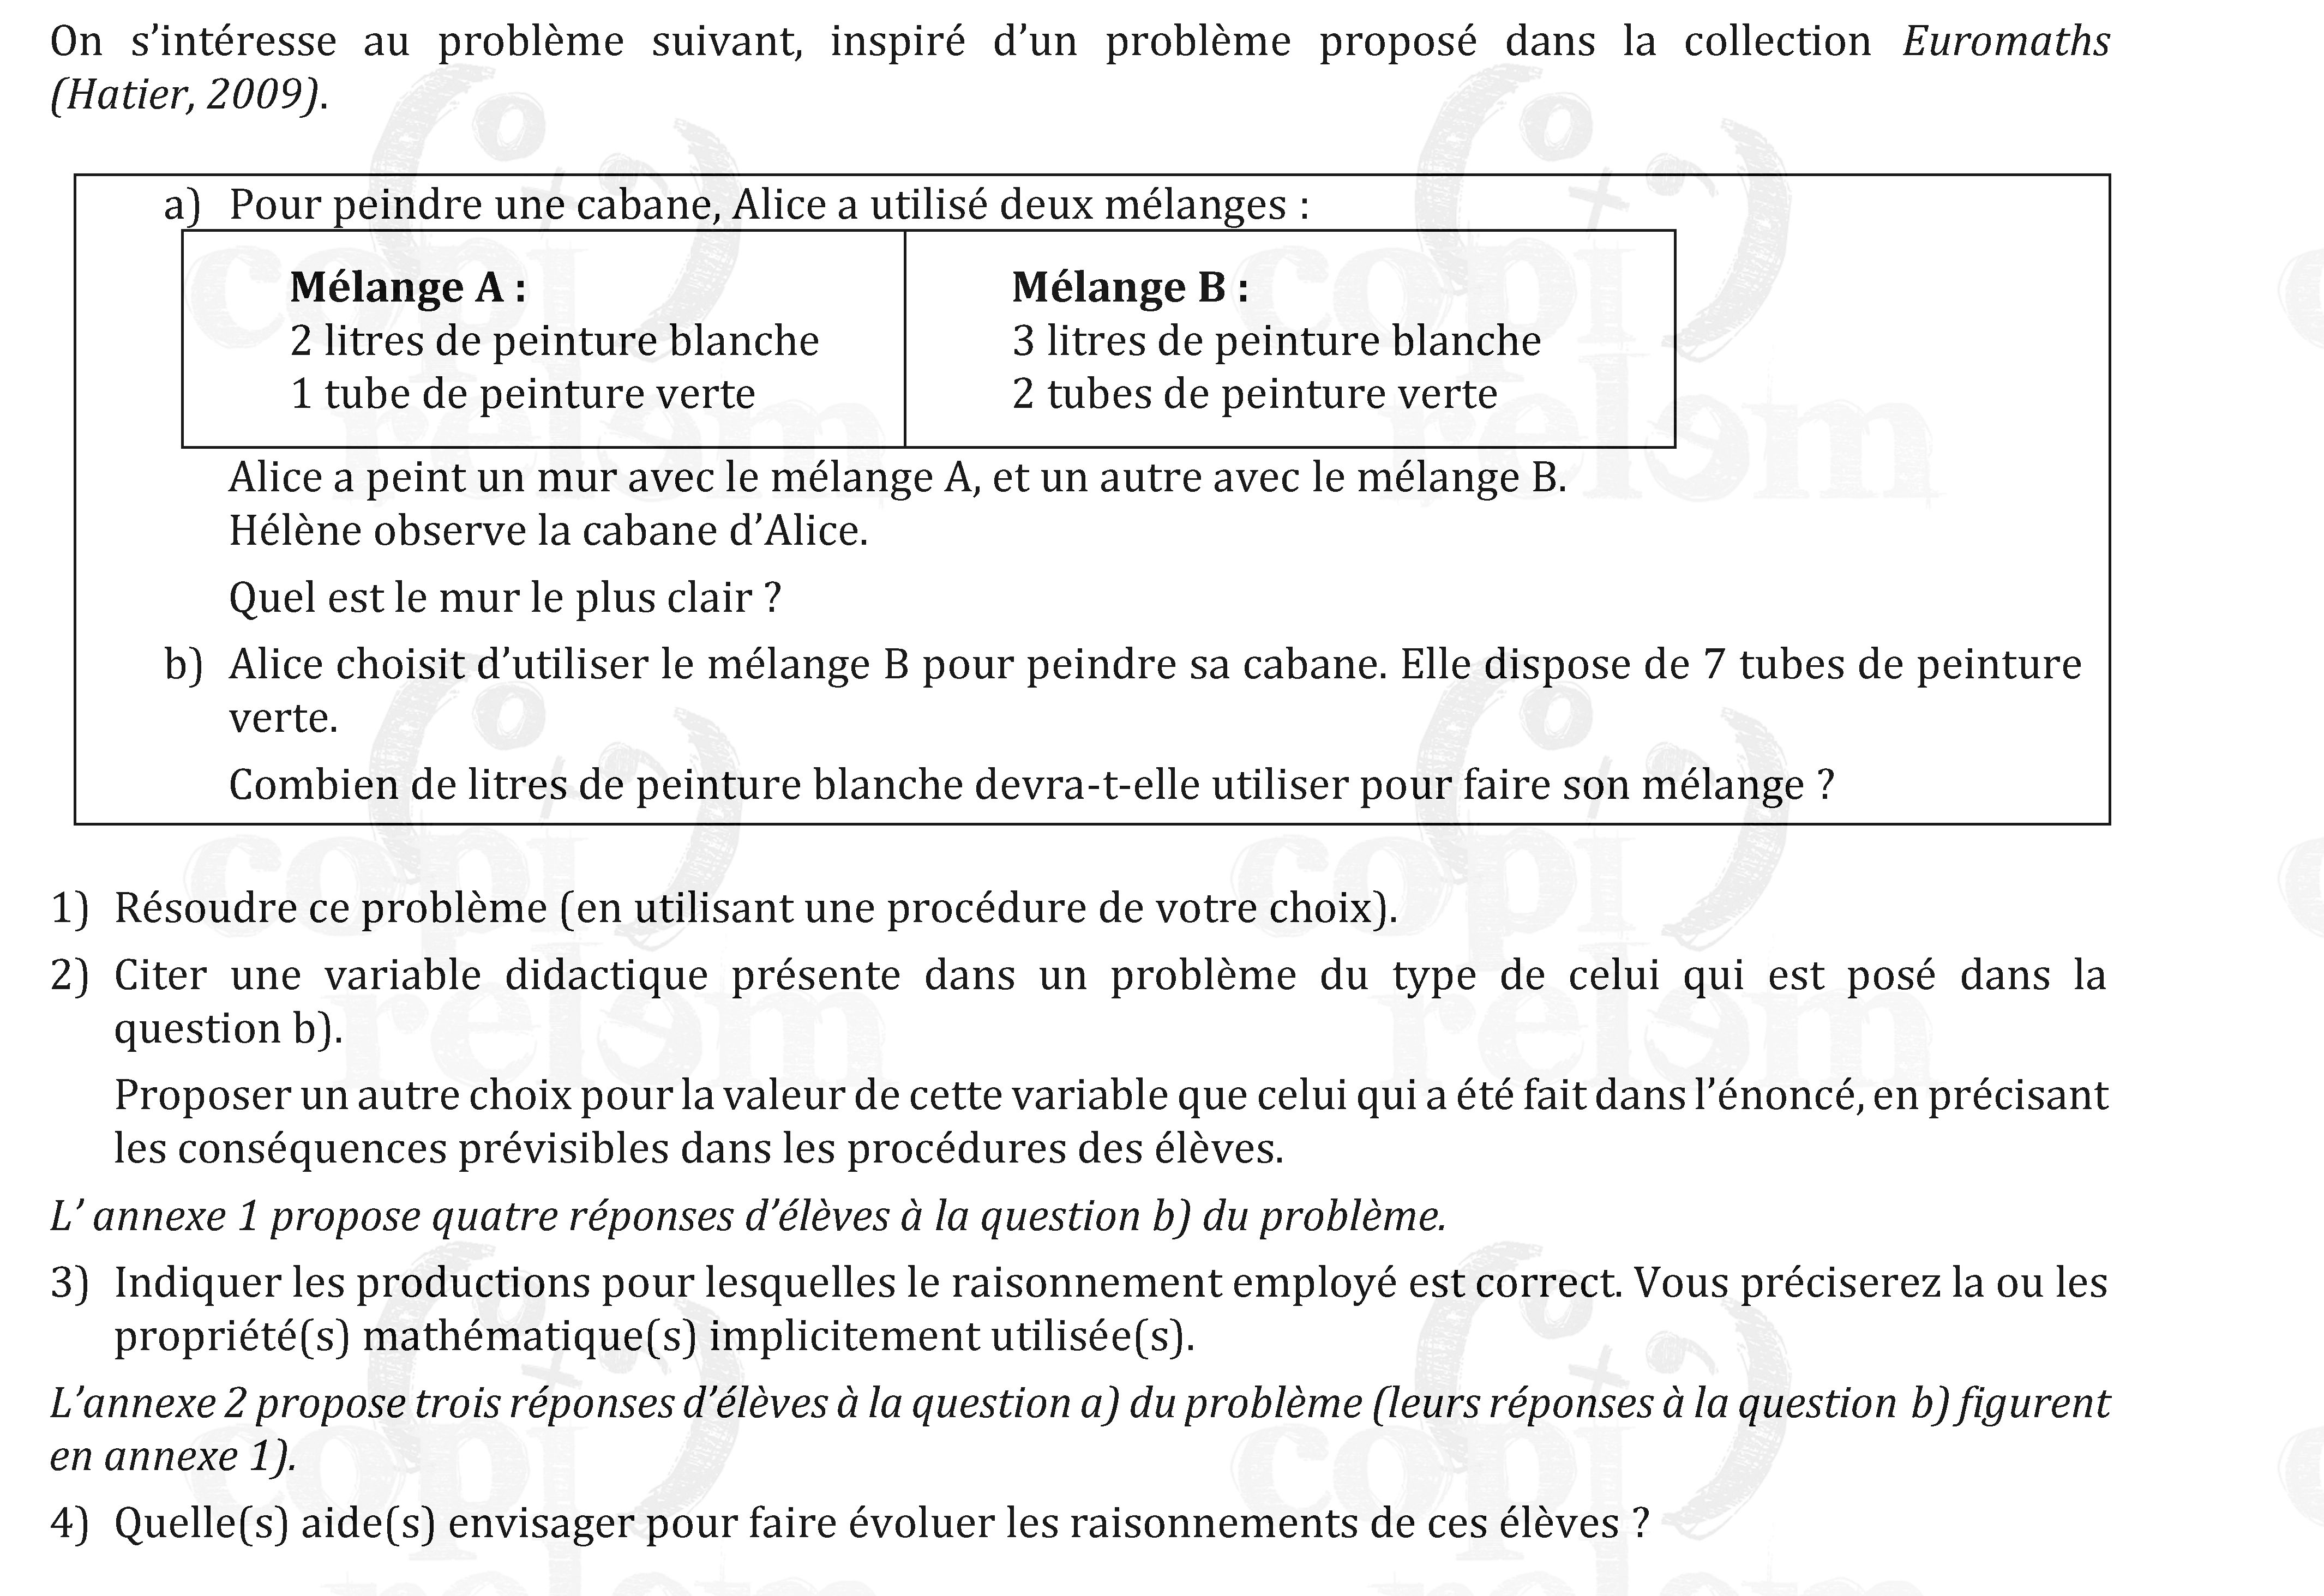 On s’intéresse au problème suivant, inspiré d’un problème proposé dans la collection Euromaths
(Hatier, 2009).
a) Pour peindre une cabane, Alice a utilisé deux mélanges :
Mélange A :
2 litres de peinture blanche
1 tube de peinture verte
Mélange B :
3 litres de peinture blanche
2 tubes de peinture verte
Alice a peint un mur avec le mélange A, et un autre avec le mélange B.
Hélène observe la cabane d’Alice.
Quel est le mur le plus clair ?
b) Alice choisit d’utiliser le mélange B pour peindre sa cabane. Elle dispose de 7 tubes de peinture
verte.
Combien de litres de peinture blanche devra-t-elle utiliser pour faire son mélange ?
1) Résoudre ce problème (en utilisant une procédure de votre choix).
2) Citer une variable didactique présente dans un problème du type de celui qui est posé dans la
question b).
Proposer un autre choix pour la valeur de cette variable que celui qui a été fait dans l’énoncé, en précisant
les conséquences prévisibles dans les procédures des élèves.
L’ annexe 1 propose quatre réponses d’élèves à la question b) du problème.
3) Indiquer les productions pour lesquelles le raisonnement employé est correct. Vous préciserez la ou les
propriété(s) mathématique(s) implicitement utilisée(s).
L’annexe 2 propose trois réponses d’élèves à la question a) du problème (leurs réponses à la question b) figurent
en annexe 1).
4) Quelle(s) aide(s) envisager pour faire évoluer les raisonnements de ces élèves ?
copi
relem